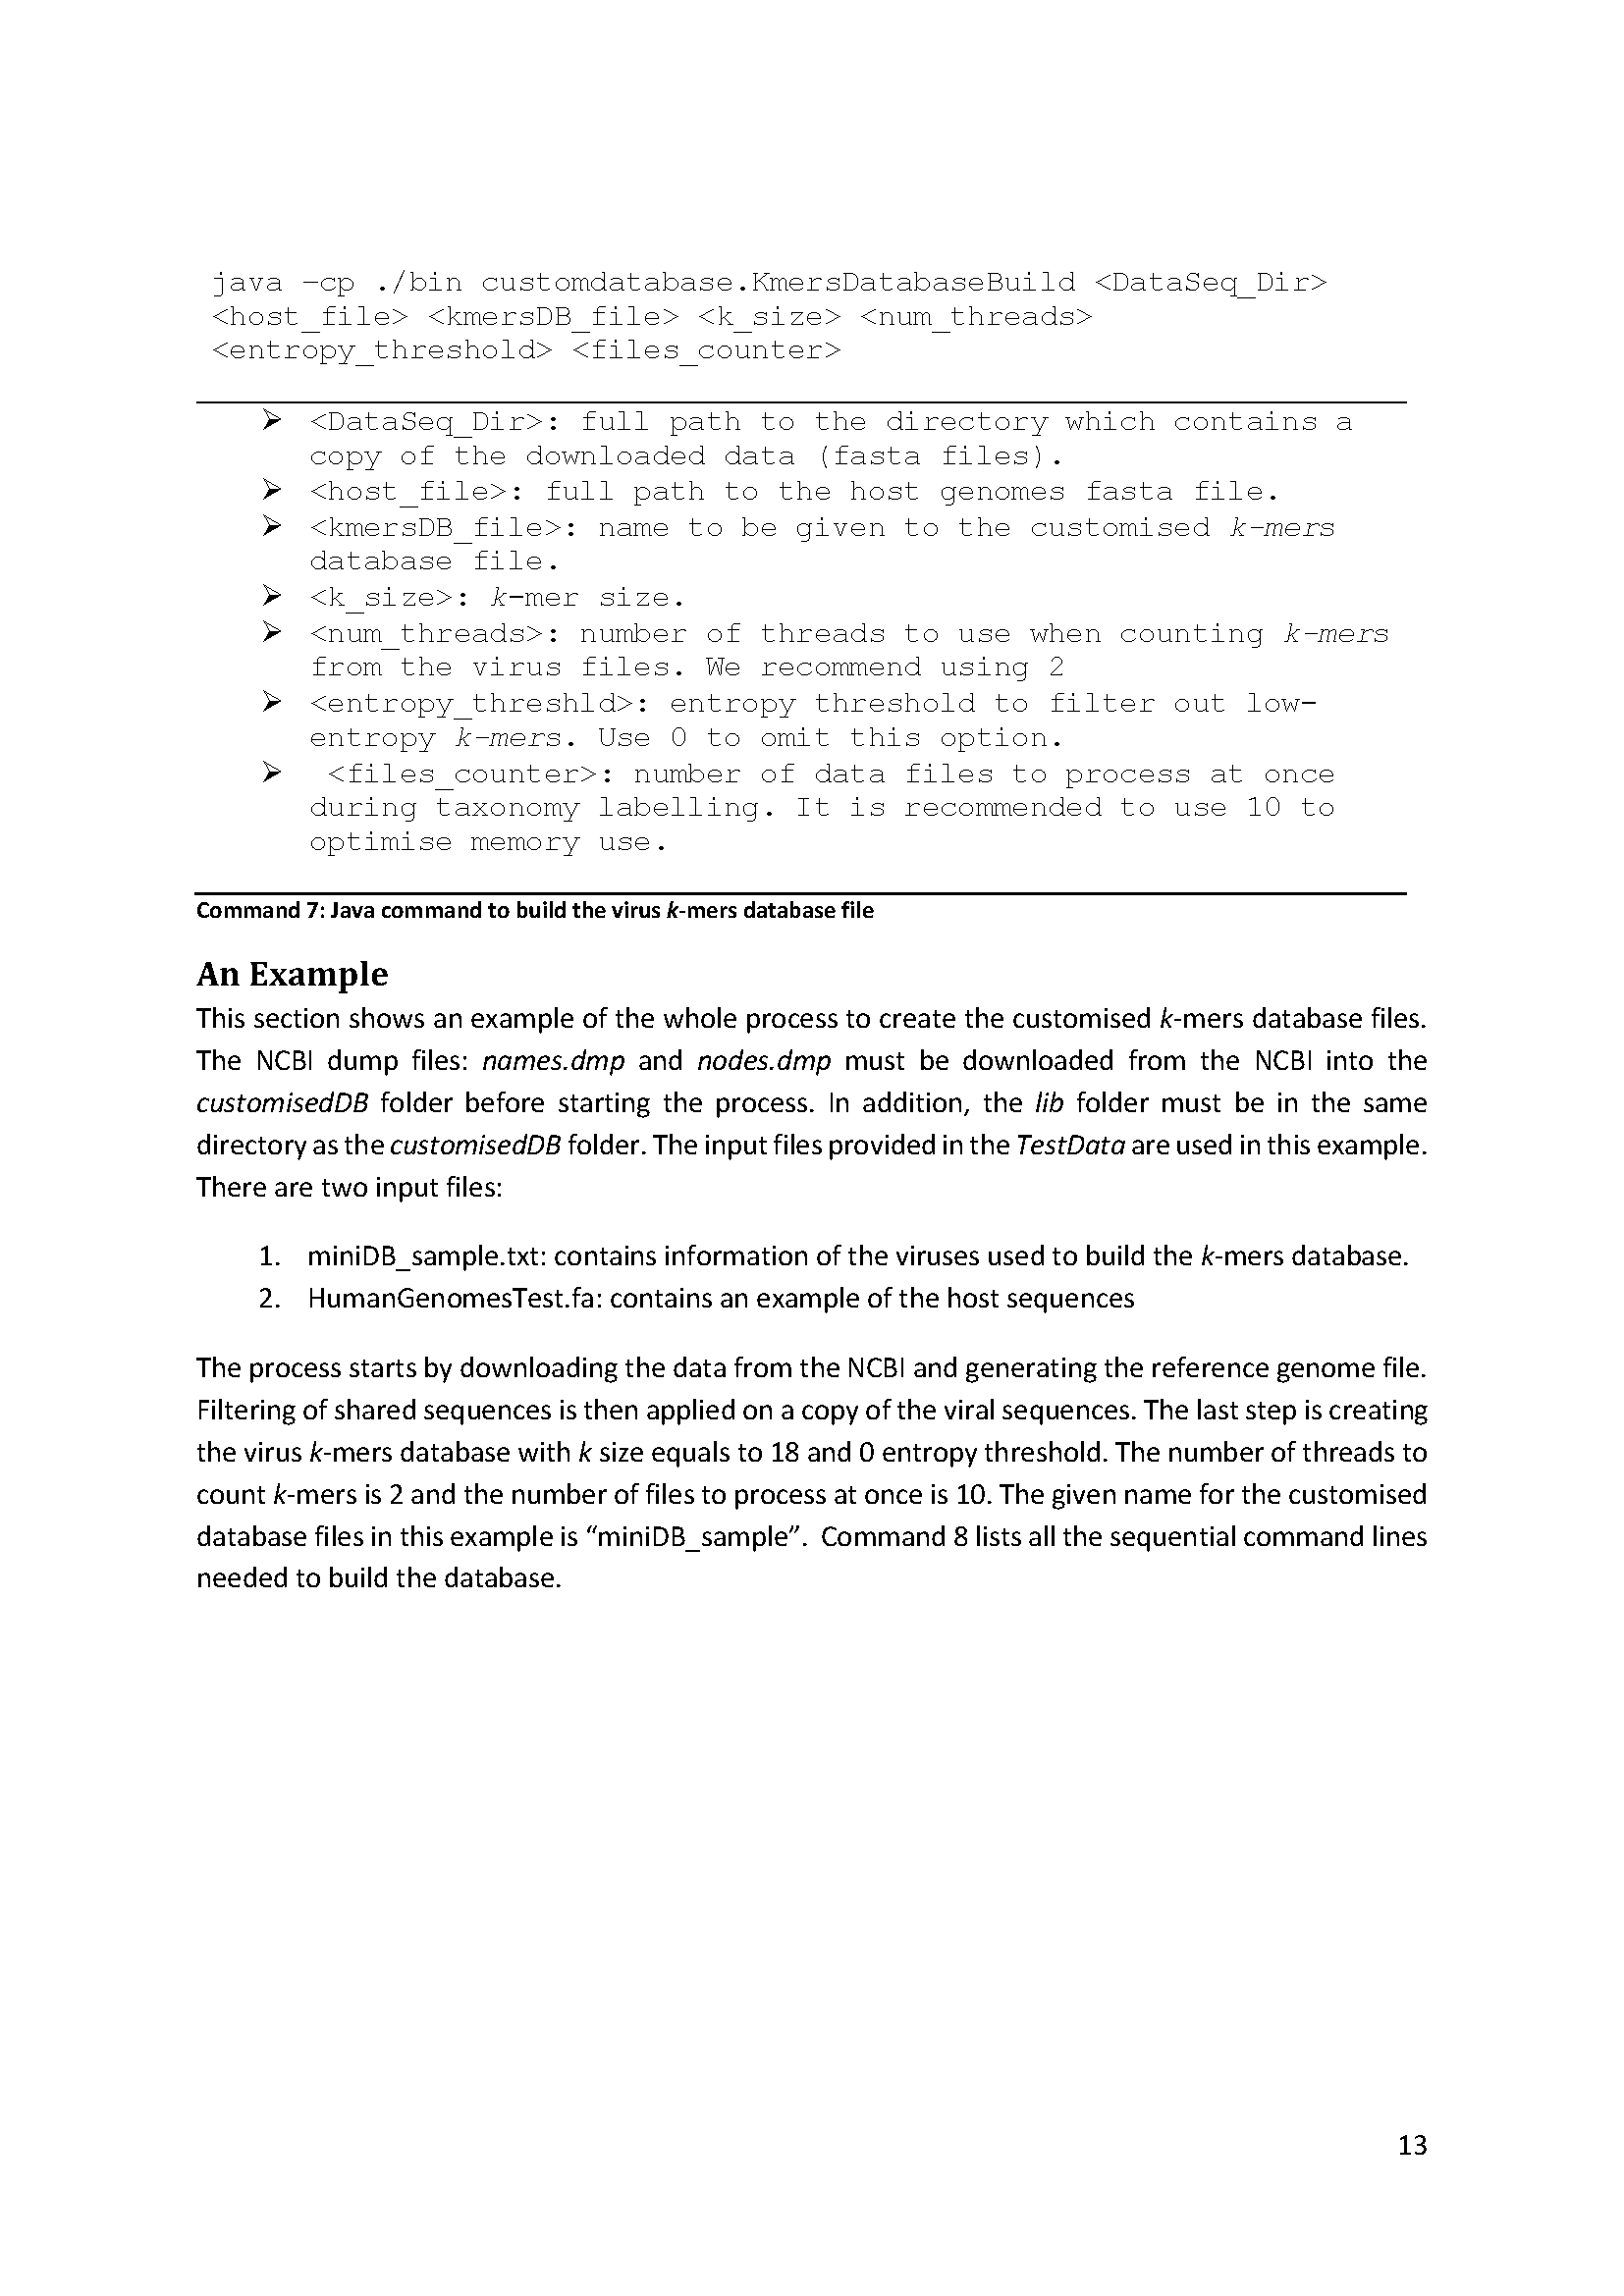 java -cp ./bin customdatabase.KmersDatabaseBuild <DataSeq_Dir>
<host_file> <kmersDB_file> <k_size> <num_threads>
<entropy_threshold> <files_counter>
➢ <DataSeq_Dir>: full path to the directory which contains a
copy of the downloaded data (fasta files).
➢ <host_file>: full path to the host genomes fasta file.
➢ <kmersDB_file>: name to be given to the customised k-mers
database file.
➢ <k_size>: k-mer size.
➢ <num_threads>: number of threads to use when counting k-mers
from the virus files. We recommend using 2
➢ <entropy_threshld>: entropy threshold to filter out low-
entropy k-mers. Use 0 to omit this option.
➢ <files_counter>: number of data files to process at once
during taxonomy labelling. It is recommended to use 10 to
optimise memory use.
Command 7: Java command to build the virus k-mers database file
An Example
This section shows an example of the whole process to create the customised k-mers database files.
The NCBI dump files: names.dmp and nodes.dmp must be downloaded from the NCBI into the
customisedDB folder before starting the process. In addition, the lib folder must be in the same
directory as the customisedDB folder. The input files provided in the TestData are used in this example.
There are two input files:
1. miniDB_sample.txt: contains information of the viruses used to build the k-mers database.
2. HumanGenomesTest.fa: contains an example of the host sequences
The process starts by downloading the data from the NCBI and generating the reference genome file.
Filtering of shared sequences is then applied on a copy of the viral sequences. The last step is creating
the virus k-mers database with k size equals to 18 and 0 entropy threshold. The number of threads to
count k-mers is 2 and the number of files to process at once is 10. The given name for the customised
database files in this example is “miniDB_sample”.  Command 8 lists all the sequential command lines
needed to build the database.
13